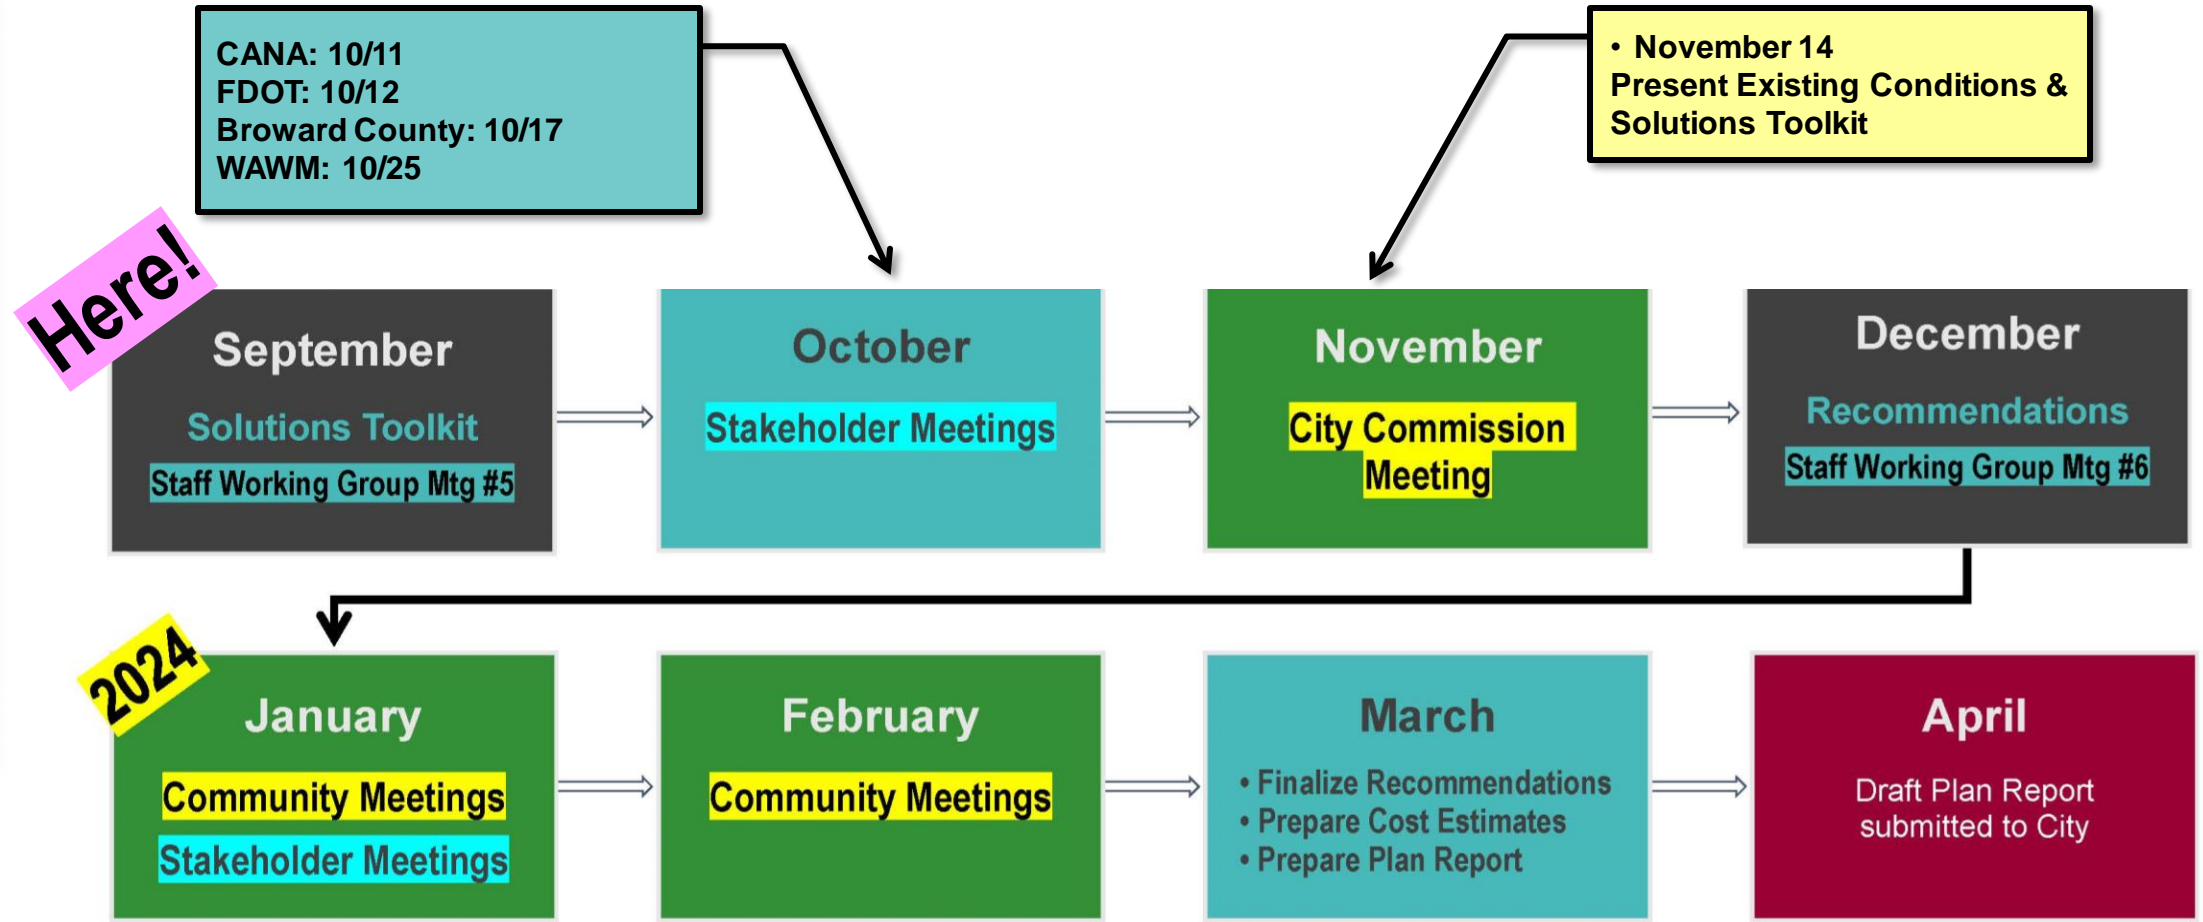 CANA: 10/11
FDOT: 10/12
Broward County: 10/17
WAWM: 10/25
• November 14
Present Existing Conditions &
Solutions Toolkit
Here!
September
Solutions Toolkit
Staff Working Group Mtg #5
October
Stakeholder Meetings
November
City Commission
Meeting
December
Recommendations
Staff Working Group Mtg #6
2024
January
Community Meetings
Stakeholder Meetings
February
Community Meetings
March
• Finalize Recommendations
• Prepare Cost Estimates
• Prepare Plan Report
April
Draft Plan Report
submitted to City